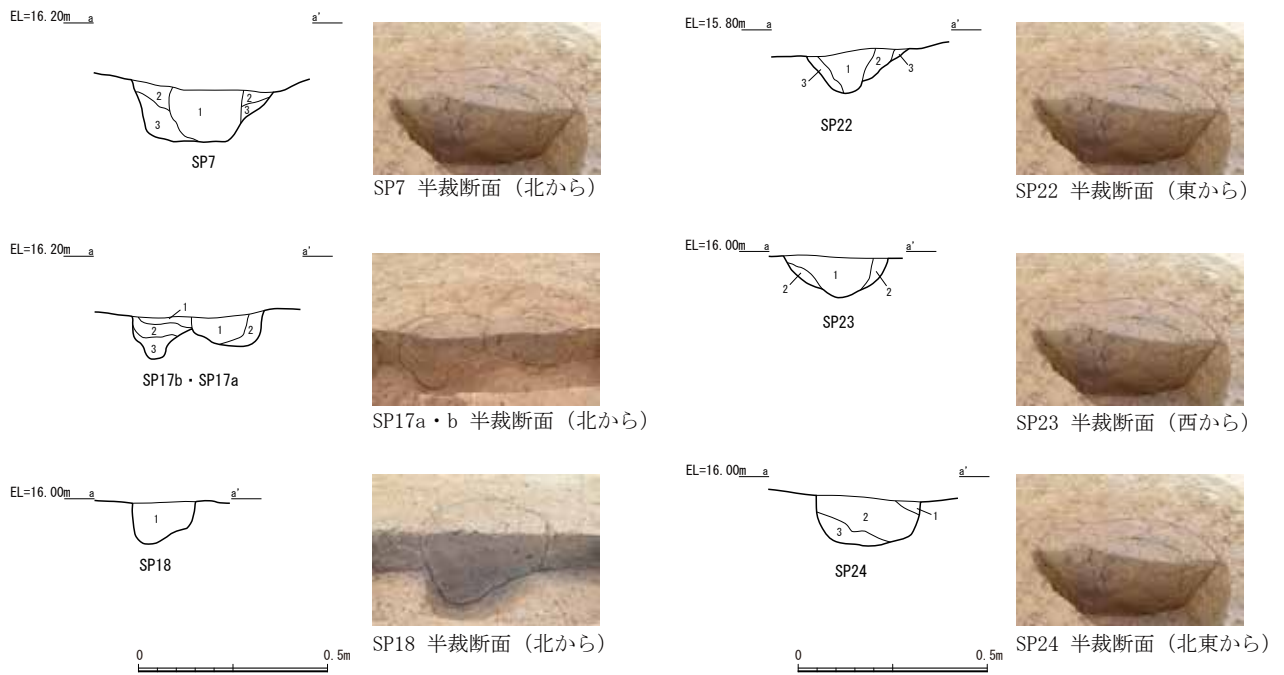 EL=16.20m a a'
2 1 2
3 3
SP7
SP7 半裁断面（北から）
EL=16.20m a a'
1
2 1 2
3
SP17b・SP17a
SP17a・b 半裁断面（北から）
EL=16.00m a a'
1
SP18
SP18 半裁断面（北から）
0 0.5m
EL=15.80m a a'
1 2
3 3
SP22
SP22 半裁断面（東から）
EL=16.00m a a'
1
2 2
SP23
SP23 半裁断面（西から）
EL=16.00m a a'
2 1
3
SP24
SP24 半裁断面（北東から）
0 0.5m